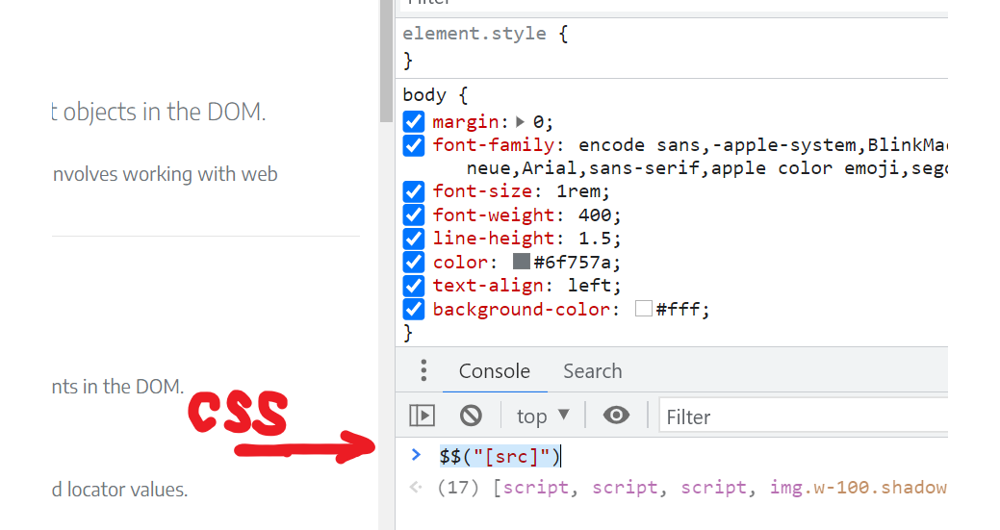 t objects in the DOM.
nvolves working with web
nts in the DOM.
css
d locator values.
Filter
element.style {
}
body {
margin: 0;
font-family: encode sans,-apple-system,BlinkMac
neue,Arial,sans-serif,apple color emoji,sego
font-size: 1rem;
font-weight: 400;
line-height: 1.5;
color: #6f757a;
text-align: left;
background-color: #fff;
}
Console Search
top Filter
> $$("[src]")
(17) [script, script, script, img.w-100.shadow